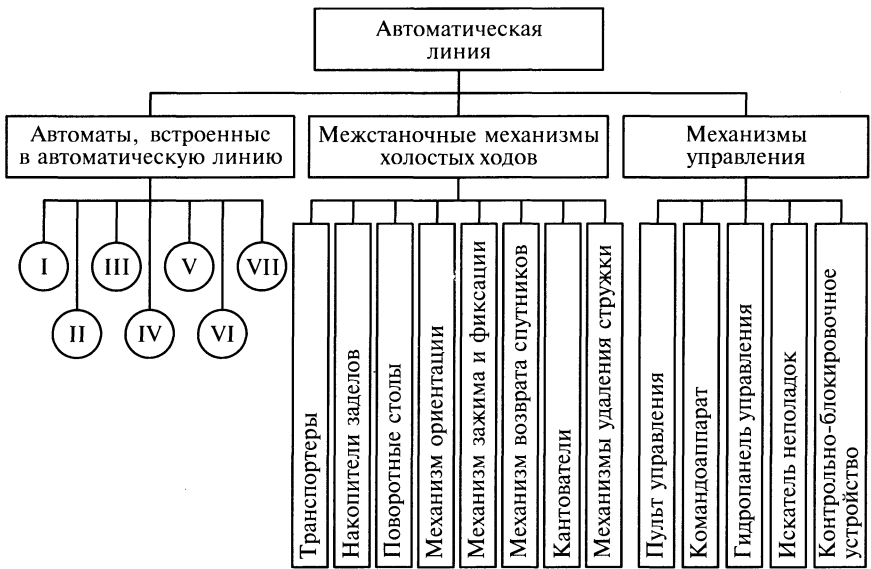 Автоматическая
линия
Автоматы, встроенные
в автоматическую линию
Межстаночные механизмы
холостых ходов
Механизмы
управления
I
II
III
IV
V
VI
VII
Транспортеры
Накопители заделов
Поворотные столы
Механизм ориентации
Механизм зажима и фиксации
Механизм возврата спутников
Кантователи
Механизмы удаления стружки
Пульт управления
Командоаппарат
Гидропанель управления
Искатель неполадок
Контрольно-блокировочное
устройство